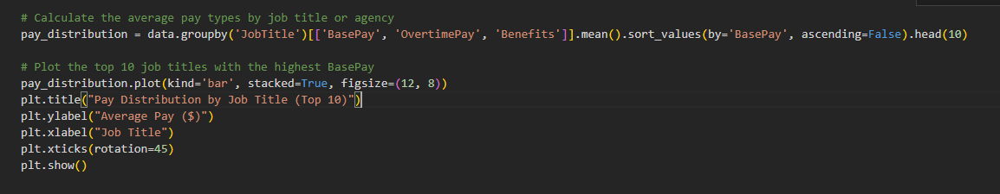 # Calculate the average pay types by job title or agency
pay_distribution = data.groupby('JobTitle')[['BasePay', 'OvertimePay', 'Benefits']].mean().sort_values(by='BasePay', ascending=False).head(10)
# Plot the top 10 job titles with the highest BasePay
pay_distribution.plot(kind='bar', stacked=True, figsize=(12, 8))
plt.title("Pay Distribution by Job Title (Top 10)")
plt.ylabel("Average Pay ($)")
plt.xlabel("Job Title")
plt.xticks(rotation=45)
plt.show()